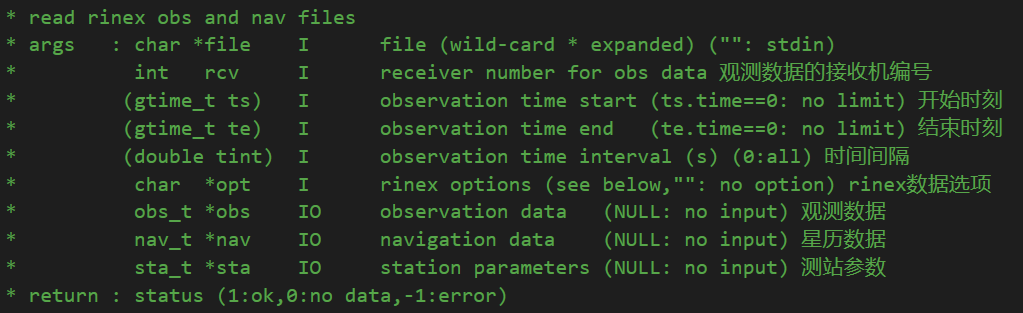 * read rinex obs and nav files
* args   : char *file    I      file (wild-card * expanded) ("": stdin)
*          int   rcv     I      receiver number for obs data 观测数据的接收机编号
*         (gtime_t ts)   I      observation time start (ts.time==0: no limit) 开始时刻
*         (gtime_t te)   I      observation time end   (te.time==0: no limit) 结束时刻
*         (double tint)  I      observation time interval (s) (0:all) 时间间隔
*          char  *opt    I      rinex options (see below,"": no option) rinex数据选项
*          obs_t *obs    IO     observation data   (NULL: no input) 观测数据
*          nav_t *nav    IO     navigation data    (NULL: no input) 星历数据
*          sta_t *sta    IO     station parameters (NULL: no input) 测站参数
* return : status (1:ok,0:no data,-1:error)